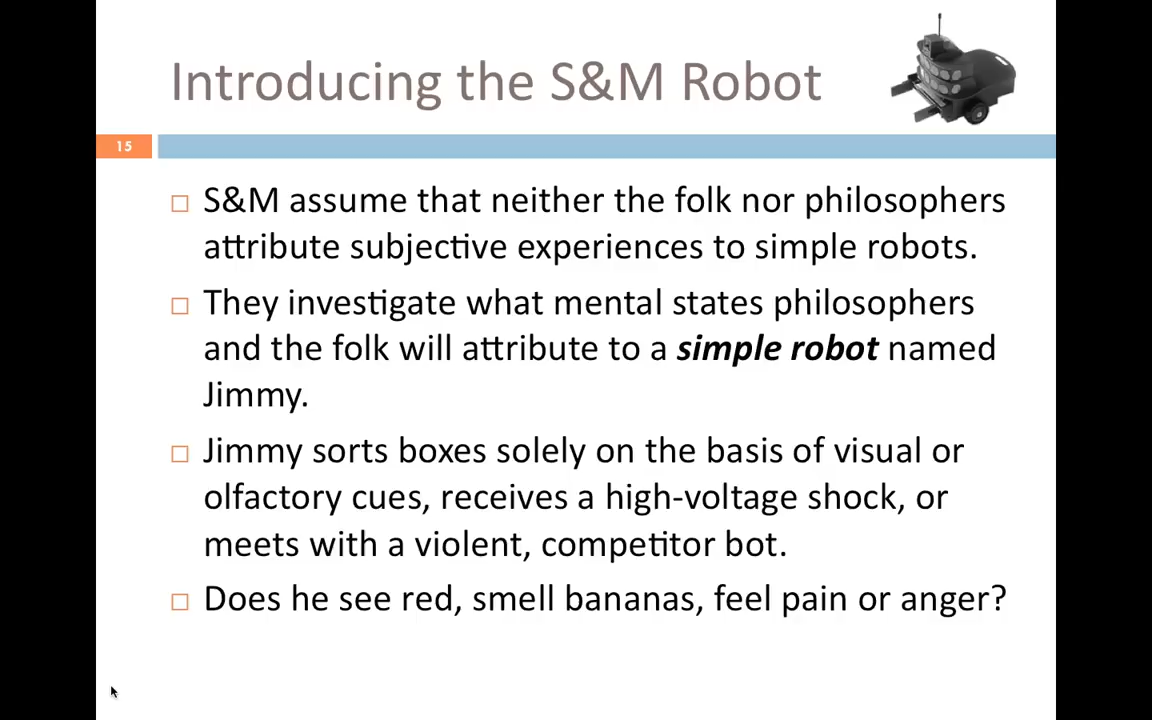 Introducing the S&M Robot
15
S&M assume that neither the folk nor philosophers
attribute subjective experiences to simple robots.
They investigate what mental states philosophers
and the folk will attribute to a simple robot named
Jimmy.
Jimmy sorts boxes solely on the basis of visual or
olfactory cues, receives a high-voltage shock, or
meets with a violent, competitor bot.
Does he see red, smell bananas, feel pain or anger?